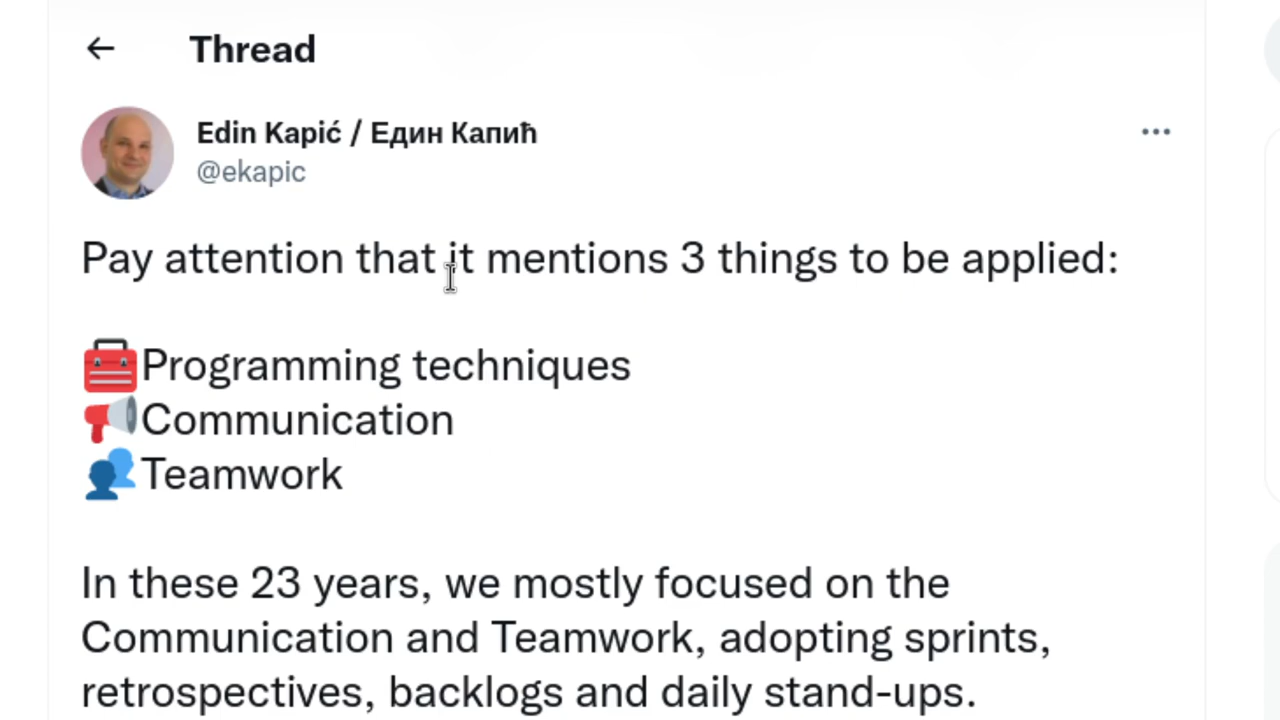 Thread
Edin Kapić / Един Капић
@ekapic
Pay attention that it mentions 3 things to be applied:
Programming techniques
Communication
Teamwork
In these 23 years, we mostly focused on the
Communication and Teamwork, adopting sprints,
retrospectives, backlogs and daily stand-ups.